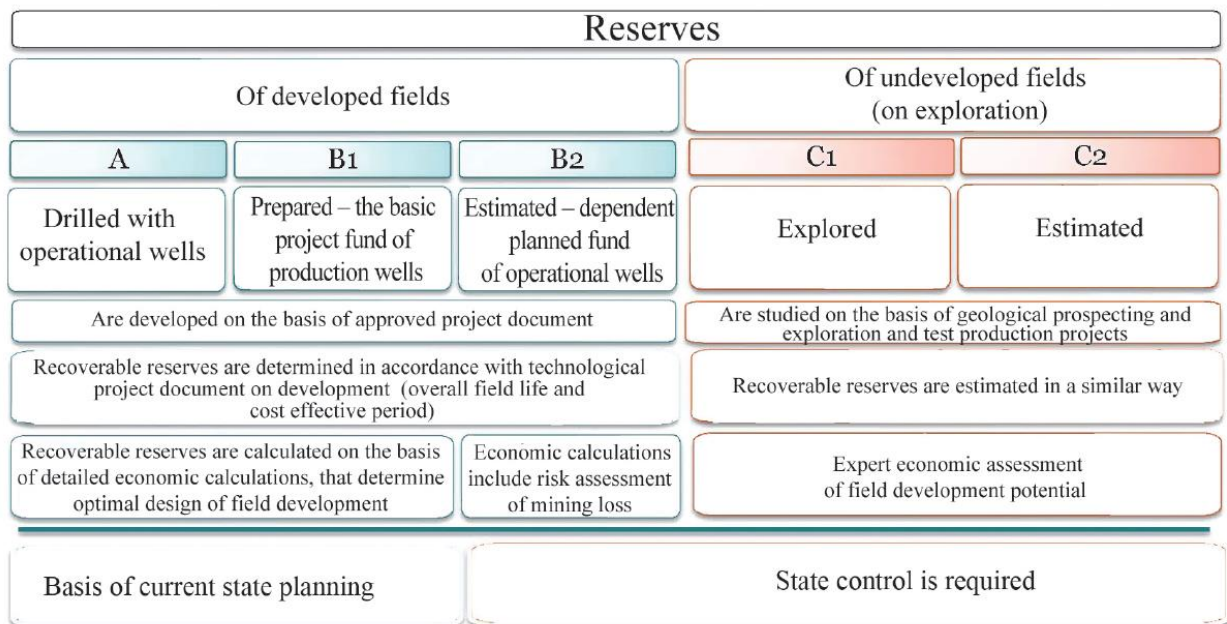 Reserves
Of developed fields
Of undeveloped fields
(on exploration)
A
B1
B2
C1
C2
Drilled with
operational wells
Prepared – the basic
project fund of
production wells
Estimated – dependent
planned fund
of operational wells
Explored
Estimated
Are developed on the basis of approved project document
Are studied on the basis of geological prospecting and
exploration and test production projects
Recoverable reserves are determined in accordance with technological
project document on development (overall field life and
cost effective period)
Recoverable reserves are estimated in a similar way
Recoverable reserves are calculated on the basis
of detailed economic calculations, that determine
optimal design of field development
Economic calculations
include risk assessment
of mining loss
Expert economic assessment
of field development potential
Basis of current state planning
State control is required